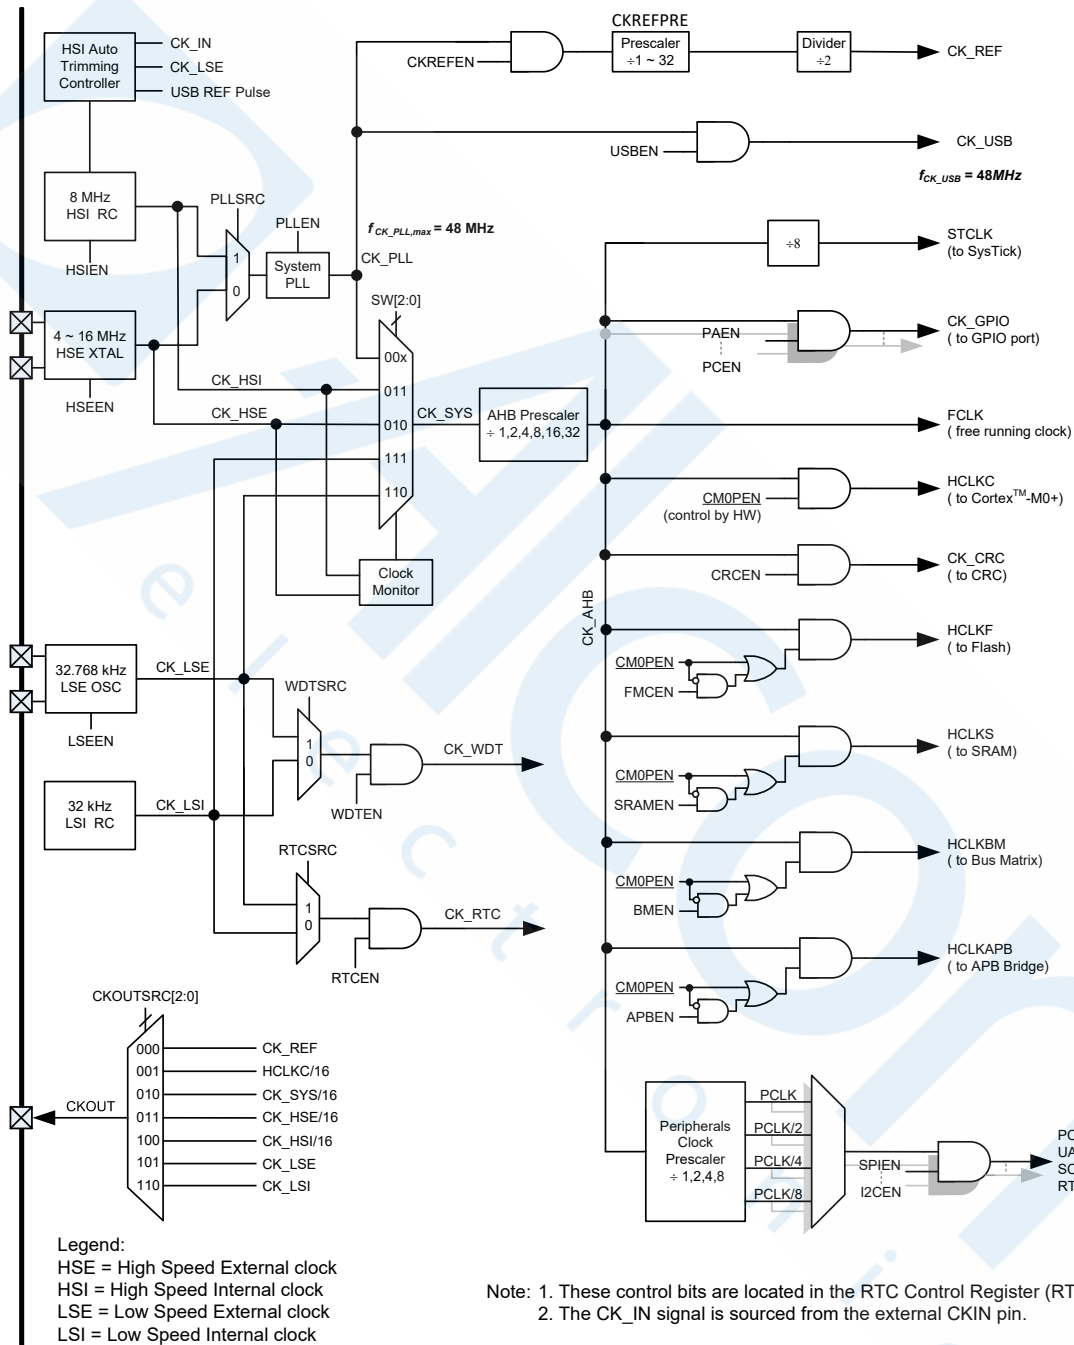 CKREFPRE
HSI Auto
Trimming
Controller
CK_IN
CK_LSE
USB REF Pulse
CKREFEN
Prescaler
÷1 ~ 32
Divider
÷2
CK_REF
USBEN
CK_USB
fCK_USB = 48MHz
8 MHz
HSI RC
HSIEN
PLLSRC
1
0
PLLEN
System
PLL
fCK_PLL,max = 48 MHz
CK_PLL
SW[2:0]
÷8
STCLK
(to SysTick)
4 ~ 16 MHz
HSE XTAL
HSEEN
PAEN
PCEN
CK_GPIO
( to GPIO port)
00x
011
010
111
110
CK_HSI
CK_HSE
CK_SYS
AHB Prescaler
÷ 1,2,4,8,16,32
FCLK
( free running clock)
CM0PEN
(control by HW)
HCLKC
( to Cortex™-M0+)
Clock
Monitor
CRCEN
CK_CRC
( to CRC)
CK_AHB
32.768 kHz
LSE OSC
LSEEN
CK_LSE
CM0PEN
FMCEN
HCLKF
( to Flash)
WDTSRC
1
0
WDTEN
CK_WDT
CM0PEN
SRAMEN
HCLKS
( to SRAM)
32 kHz
LSI RC
CK_LSI
RTCSRC
1
0
RTCEN
CK_RTC
CM0PEN
BMEN
HCLKBM
( to Bus Matrix)
CM0PEN
APBEN
HCLKAPB
( to APB Bridge)
CKOUTSRC[2:0]
CKOUT
000 CK_REF
001 HCLKC/16
010 CK_SYS/16
011 CK_HSE/16
100 CK_HSI/16
101 CK_LSE
110 CK_LSI
Peripherals
Clock
Prescaler
÷ 1,2,4,8
PCLK
PCLK/2
PCLK/4
PCLK/8
SPIEN
I2CEN
PC
UA
SC
RT
Legend:
HSE = High Speed External clock
HSI = High Speed Internal clock
LSE = Low Speed External clock
LSI = Low Speed Internal clock
Note: 1. These control bits are located in the RTC Control Register (RT
2. The CK_IN signal is sourced from the external CKIN pin.